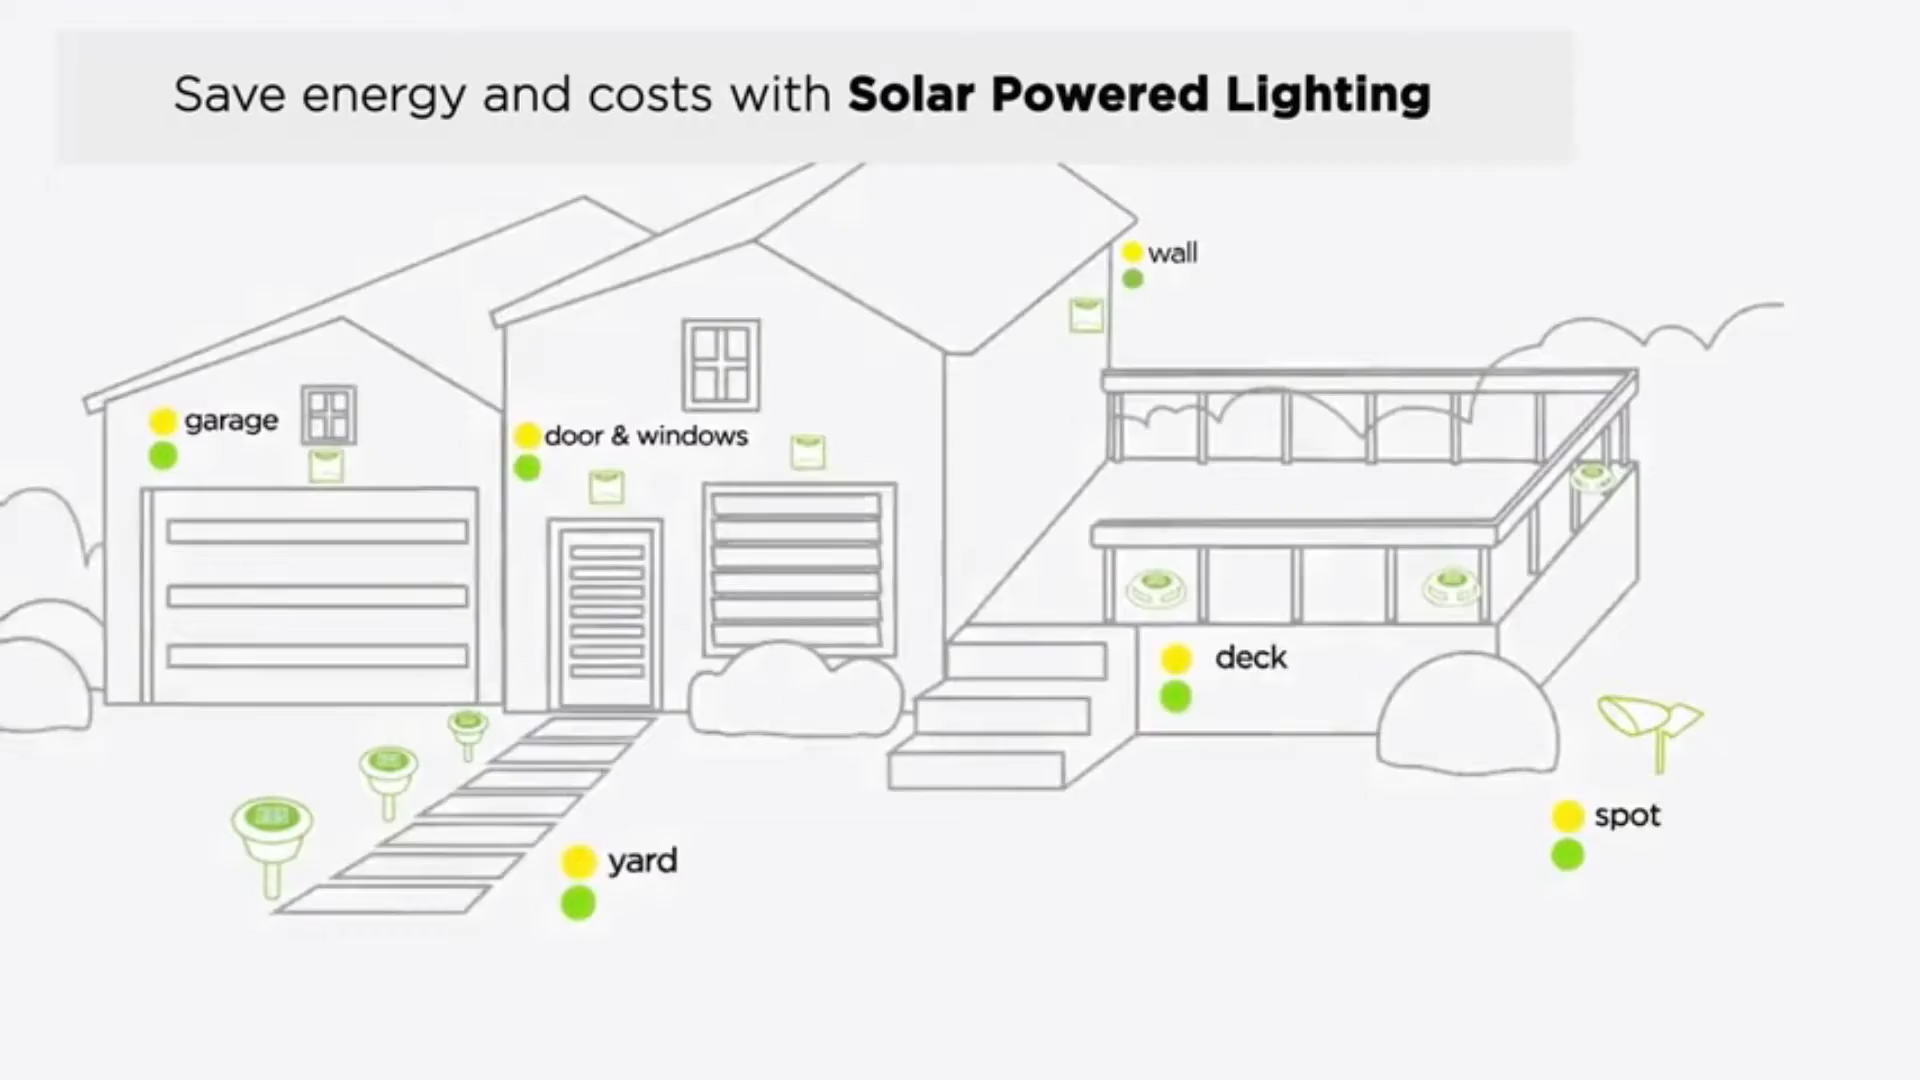 Save energy and costs with Solar Powered Lighting
wall
garage
door & windows
deck
spot
yard